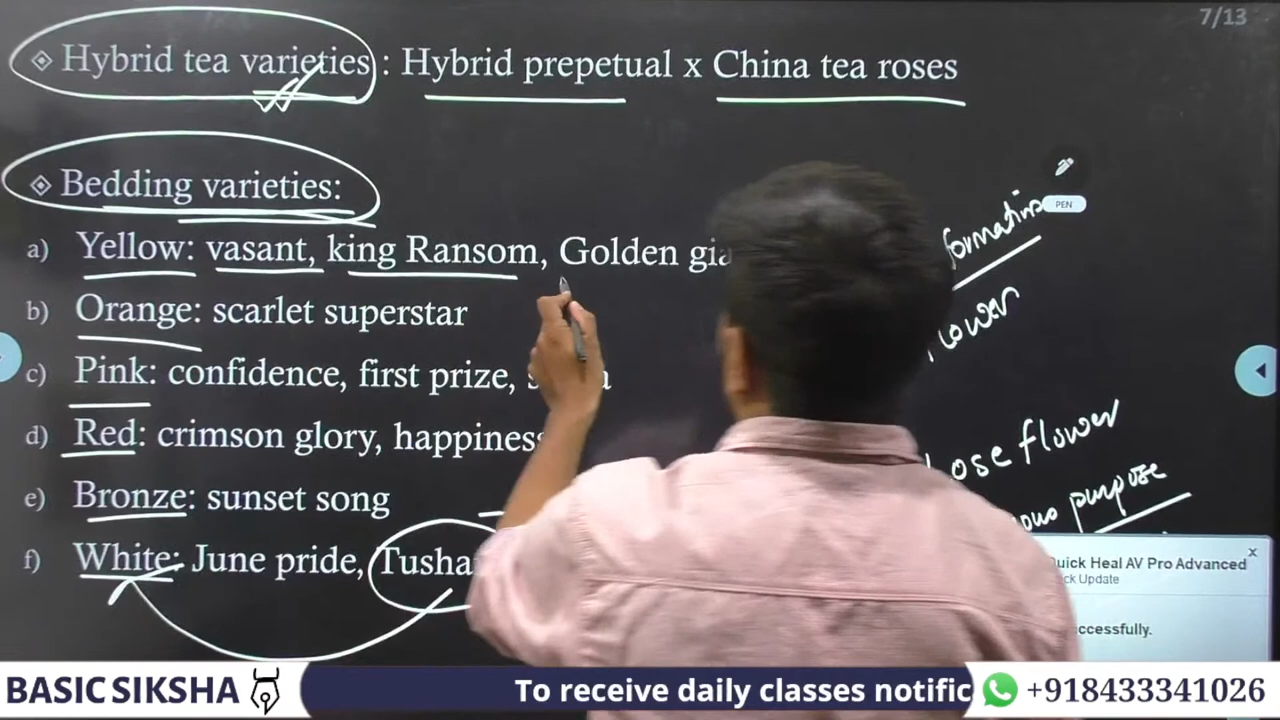 7/13
◈ Hybrid tea varieties : Hybrid prepetual x China tea roses
◈ Bedding varieties:
a) Yellow: vasant, king Ransom, Golden gia
b) Orange: scarlet superstar
c) Pink: confidence, first prize,
d) Red: crimson glory, happiness
e) Bronze: sunset song
f) White: June pride, Tusha
formation
PEN
flower
flower
purpose
Quick Heal AV Pro Advanced
ck Update
x
ccessfully.
BASIC SIKSHA
To receive daily classes notific
+918433341026